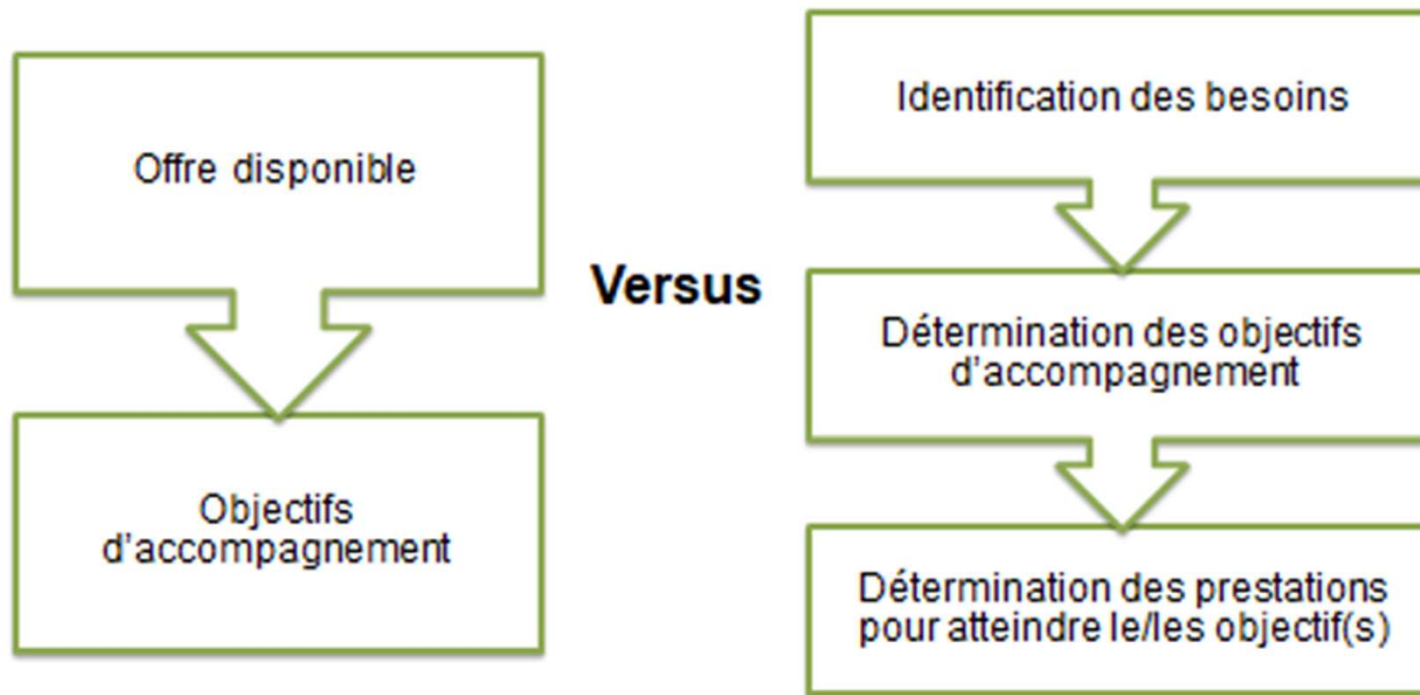 Offre disponible
Objectifs
d’accompagnement
Versus
Identification des besoins
Détermination des objectifs
d’accompagnement
Détermination des prestations
pour atteindre le/les objectif(s)